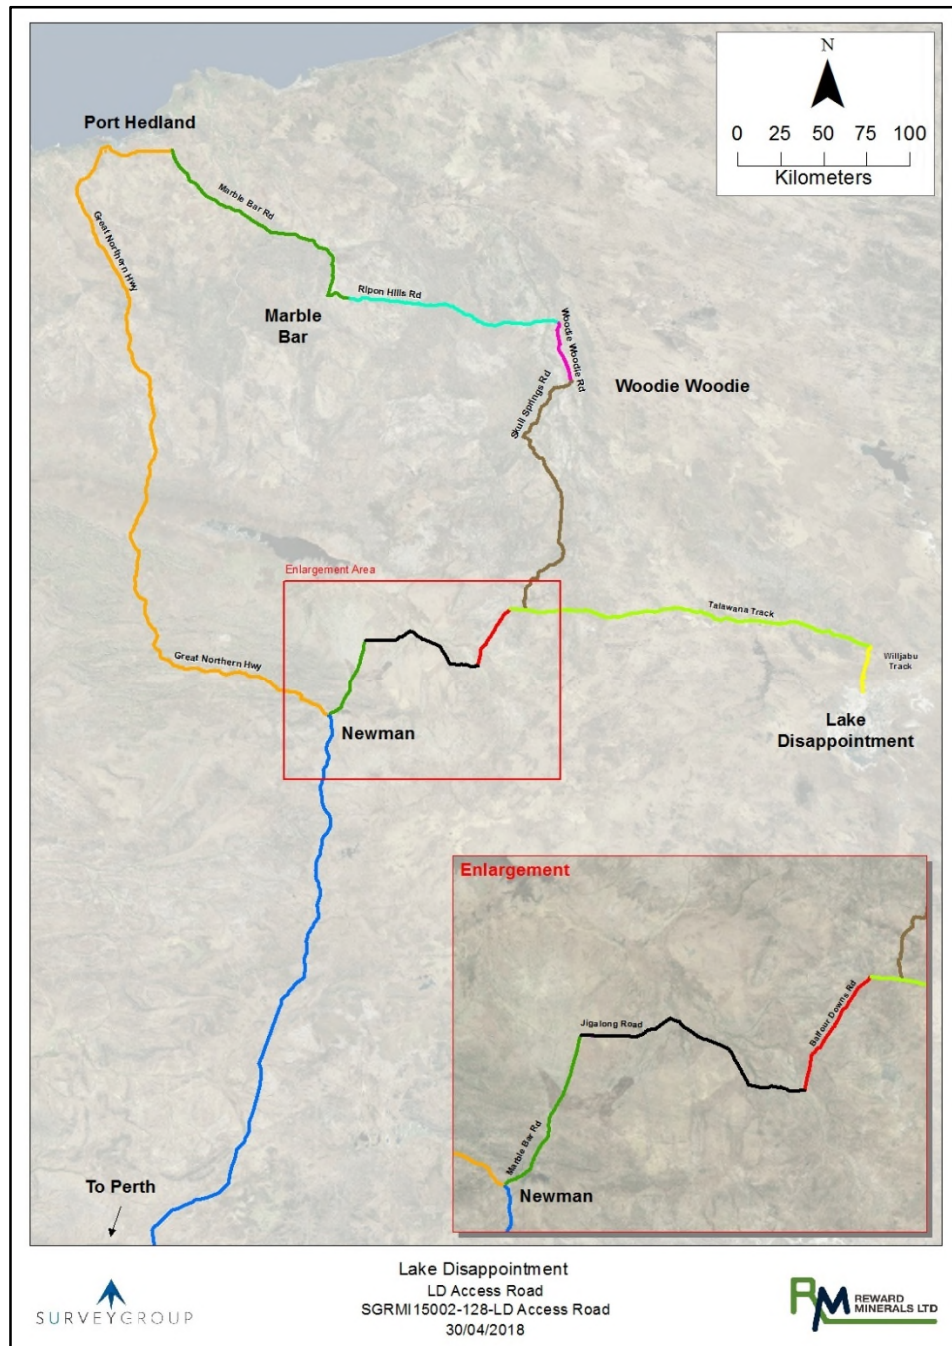 N
0 25 50 75 100
Kilometers
Port Hedland
Marble Bar Rd
Great Northern Hwy
Ripon Hills Rd
Marble
Bar
Woodie Woodie Rd
Woodie Woodie
Skull Springs Rd
Enlargement Area
Talawana Track
Willjabu
Track
Great Northern Hwy
Newman
Lake
Disappointment
Enlargement
Balfour Downs Rd
Jigalong Road
Marble Bar Rd
Newman
To Perth
Lake Disappointment
LD Access Road
SGRMI15002-128-LD Access Road
30/04/2018
SURVEYGROUP
RM REWARD
MINERALS LTD